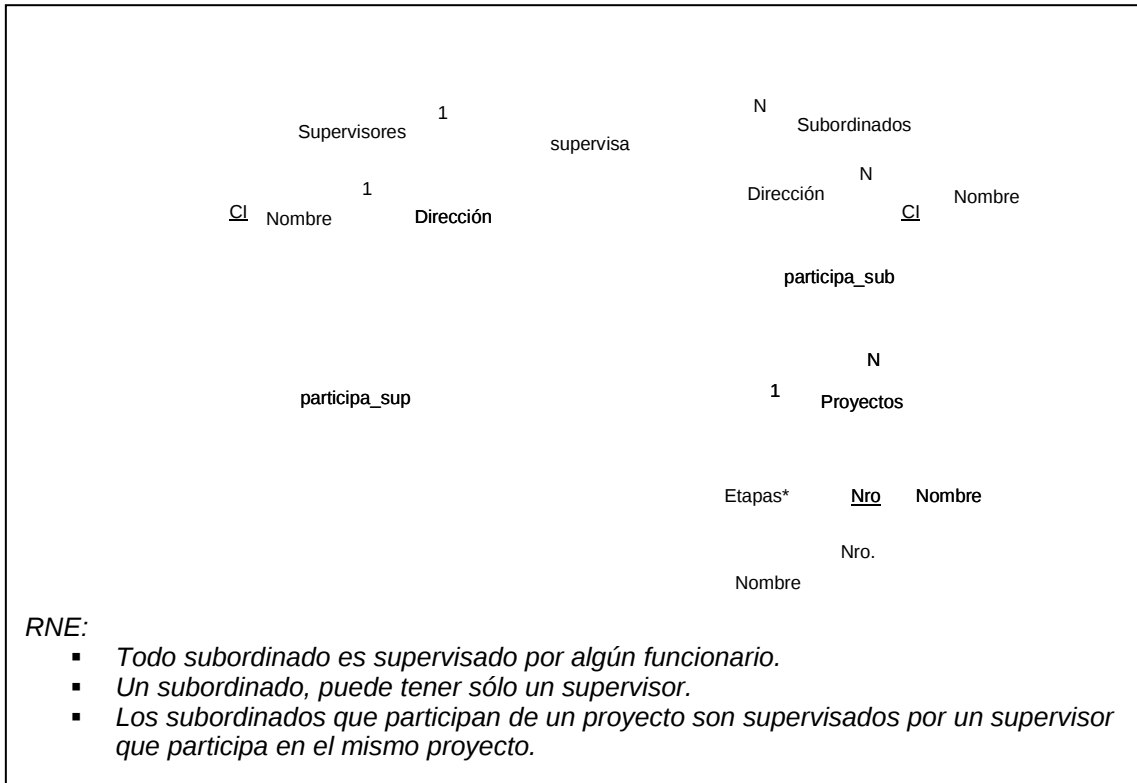 1
N
Supervisores
Subordinados
supervisa
1
N
Dirección
Nombre
CI
Nombre
Dirección
CI
participa_sub
N
participa_sup
1
Proyectos
Etapas*
Nro
Nombre
Nro.
Nombre
RNE:
▪ Todo subordinado es supervisado por algún funcionario.
▪ Un subordinado, puede tener sólo un supervisor.
▪ Los subordinados que participan de un proyecto son supervisados por un supervisor
que participa en el mismo proyecto.